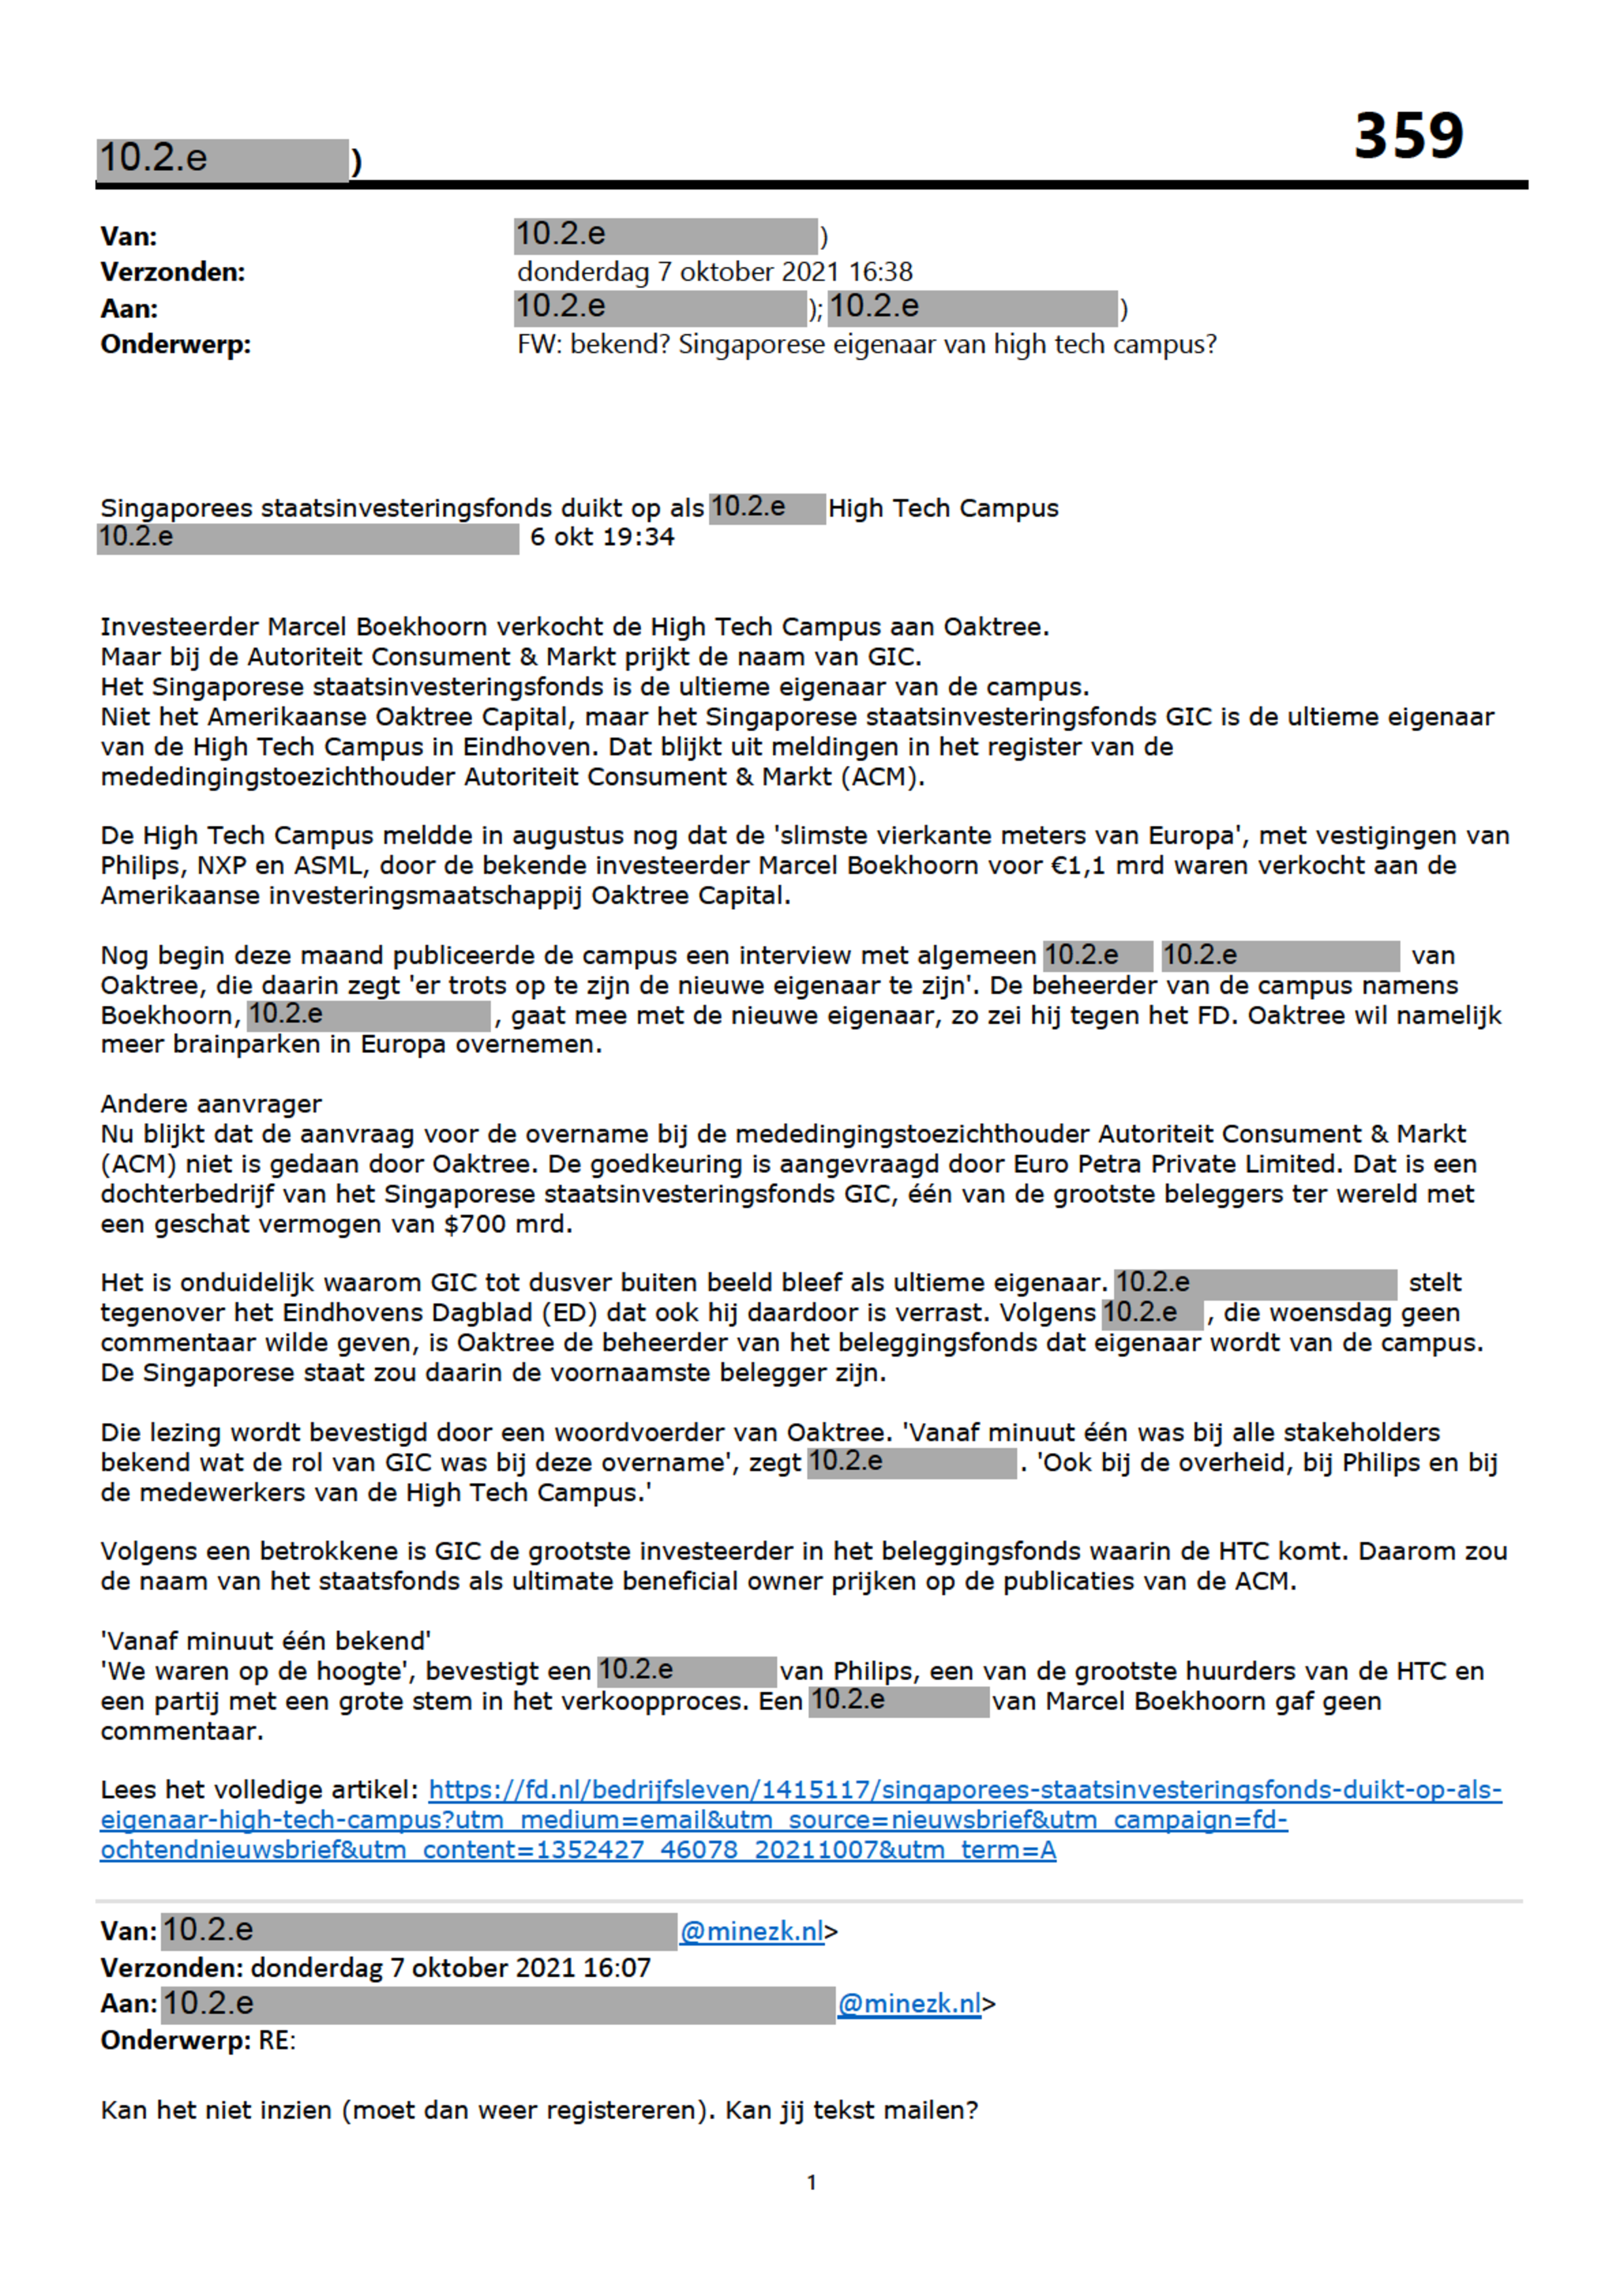 359
10.2.e )
Van: 10.2.e )
Verzonden: donderdag 7 oktober 2021 16:38
Aan: 10.2.e ); 10.2.e )
Onderwerp: FW: bekend? Singaporese eigenaar van high tech campus?
Singaporees staatsinvesteringsfonds duikt op als 10.2.e High Tech Campus
10.2.e 6 okt 19:34
Investeerder Marcel Boekhoorn verkocht de High Tech Campus aan Oaktree.
Maar bij de Autoriteit Consument & Markt prijkt de naam van GIC.
Het Singaporese staatsinvesteringsfonds is de ultieme eigenaar van de campus.
Niet het Amerikaanse Oaktree Capital, maar het Singaporese staatsinvesteringsfonds GIC is de ultieme eigenaar
van de High Tech Campus in Eindhoven. Dat blijkt uit meldingen in het register van de
mededingingstoezichthouder Autoriteit Consument & Markt (ACM).
De High Tech Campus meldde in augustus nog dat de 'slimste vierkante meters van Europa', met vestigingen van
Philips, NXP en ASML, door de bekende investeerder Marcel Boekhoorn voor €1,1 mrd waren verkocht aan de
Amerikaanse investeringsmaatschappij Oaktree Capital.
Nog begin deze maand publiceerde de campus een interview met algemeen 10.2.e 10.2.e van
Oaktree, die daarin zegt 'er trots op te zijn de nieuwe eigenaar te zijn'. De beheerder van de campus namens
Boekhoorn, 10.2.e , gaat mee met de nieuwe eigenaar, zo zei hij tegen het FD. Oaktree wil namelijk
meer brainparken in Europa overnemen.
Andere aanvrager
Nu blijkt dat de aanvraag voor de overname bij de mededingingstoezichthouder Autoriteit Consument & Markt
(ACM) niet is gedaan door Oaktree. De goedkeuring is aangevraagd door Euro Petra Private Limited. Dat is een
dochterbedrijf van het Singaporese staatsinvesteringsfonds GIC, één van de grootste beleggers ter wereld met
een geschat vermogen van $700 mrd.
Het is onduidelijk waarom GIC tot dusver buiten beeld bleef als ultieme eigenaar. 10.2.e stelt
tegenover het Eindhovens Dagblad (ED) dat ook hij daardoor is verrast. Volgens 10.2.e , die woensdag geen
commentaar wilde geven, is Oaktree de beheerder van het beleggingsfonds dat eigenaar wordt van de campus.
De Singaporese staat zou daarin de voornaamste belegger zijn.
Die lezing wordt bevestigd door een woordvoerder van Oaktree. 'Vanaf minuut één was bij alle stakeholders
bekend wat de rol van GIC was bij deze overname', zegt 10.2.e . 'Ook bij de overheid, bij Philips en bij
de medewerkers van de High Tech Campus.'
Volgens een betrokkene is GIC de grootste investeerder in het beleggingsfonds waarin de HTC komt. Daarom zou
de naam van het staatsfonds als ultimate beneficial owner prijken op de publicaties van de ACM.
'Vanaf minuut één bekend'
'We waren op de hoogte', bevestigt een 10.2.e van Philips, een van de grootste huurders van de HTC en
een partij met een grote stem in het verkoopproces. Een 10.2.e van Marcel Boekhoorn gaf geen
commentaar.
Lees het volledige artikel: https://fd.nl/bedrijfsleven/1415117/singaporees-staatsinvesteringsfonds-duikt-op-als-
eigenaar-high-tech-campus?utm_medium=email&utm_source=nieuwsbrief&utm_campaign=fd-
ochtendnieuwsbrief&utm_content=1352427_46078_20211007&utm_term=A
Van: 10.2.e @minezk.nl>
Verzonden: donderdag 7 oktober 2021 16:07
Aan: 10.2.e @minezk.nl>
Onderwerp: RE:
Kan het niet inzien (moet dan weer registereren). Kan jij tekst mailen?
1